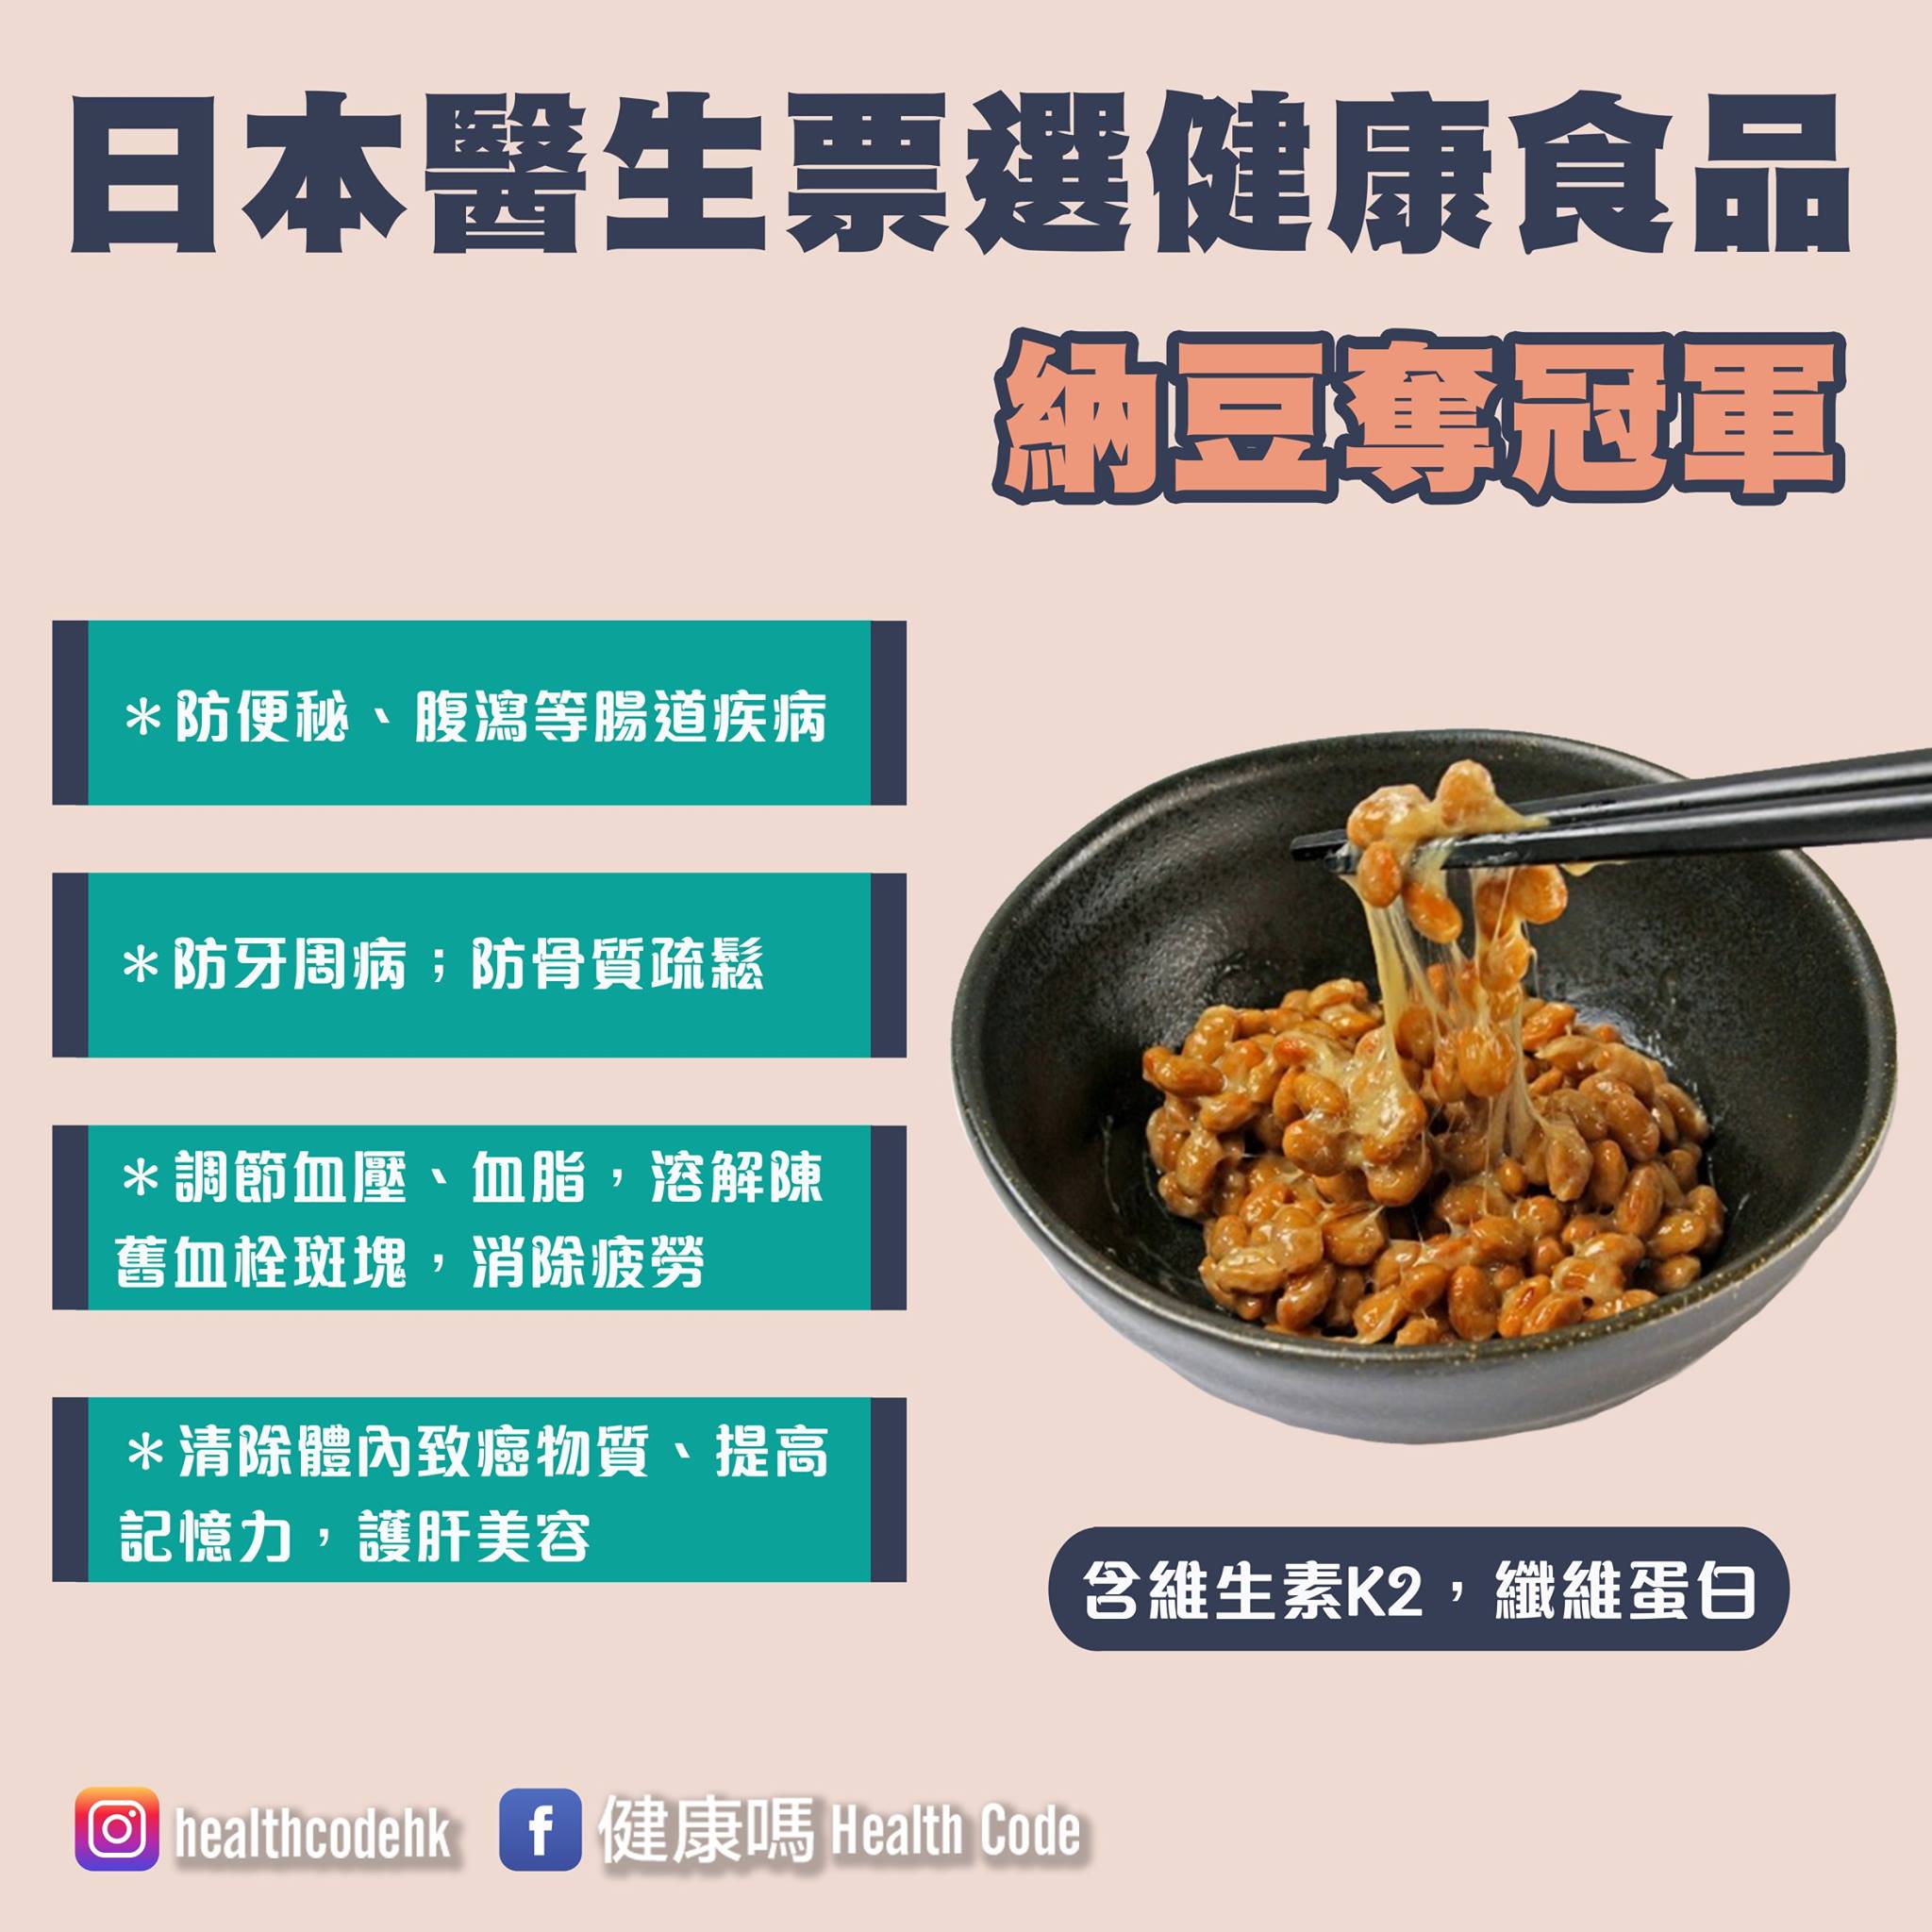 日本醫生票選健康食品
納豆奪冠軍
＊防便秘、腹瀉等腸道疾病
＊防牙周病；防骨質疏鬆
＊調節血壓、血脂，溶解陳
舊血栓斑塊，消除疲勞
＊清除體內致癌物質、提高
記憶力，護肝美容
含維生素K2，纖維蛋白
healthcodehk
健康嗎 Health Code